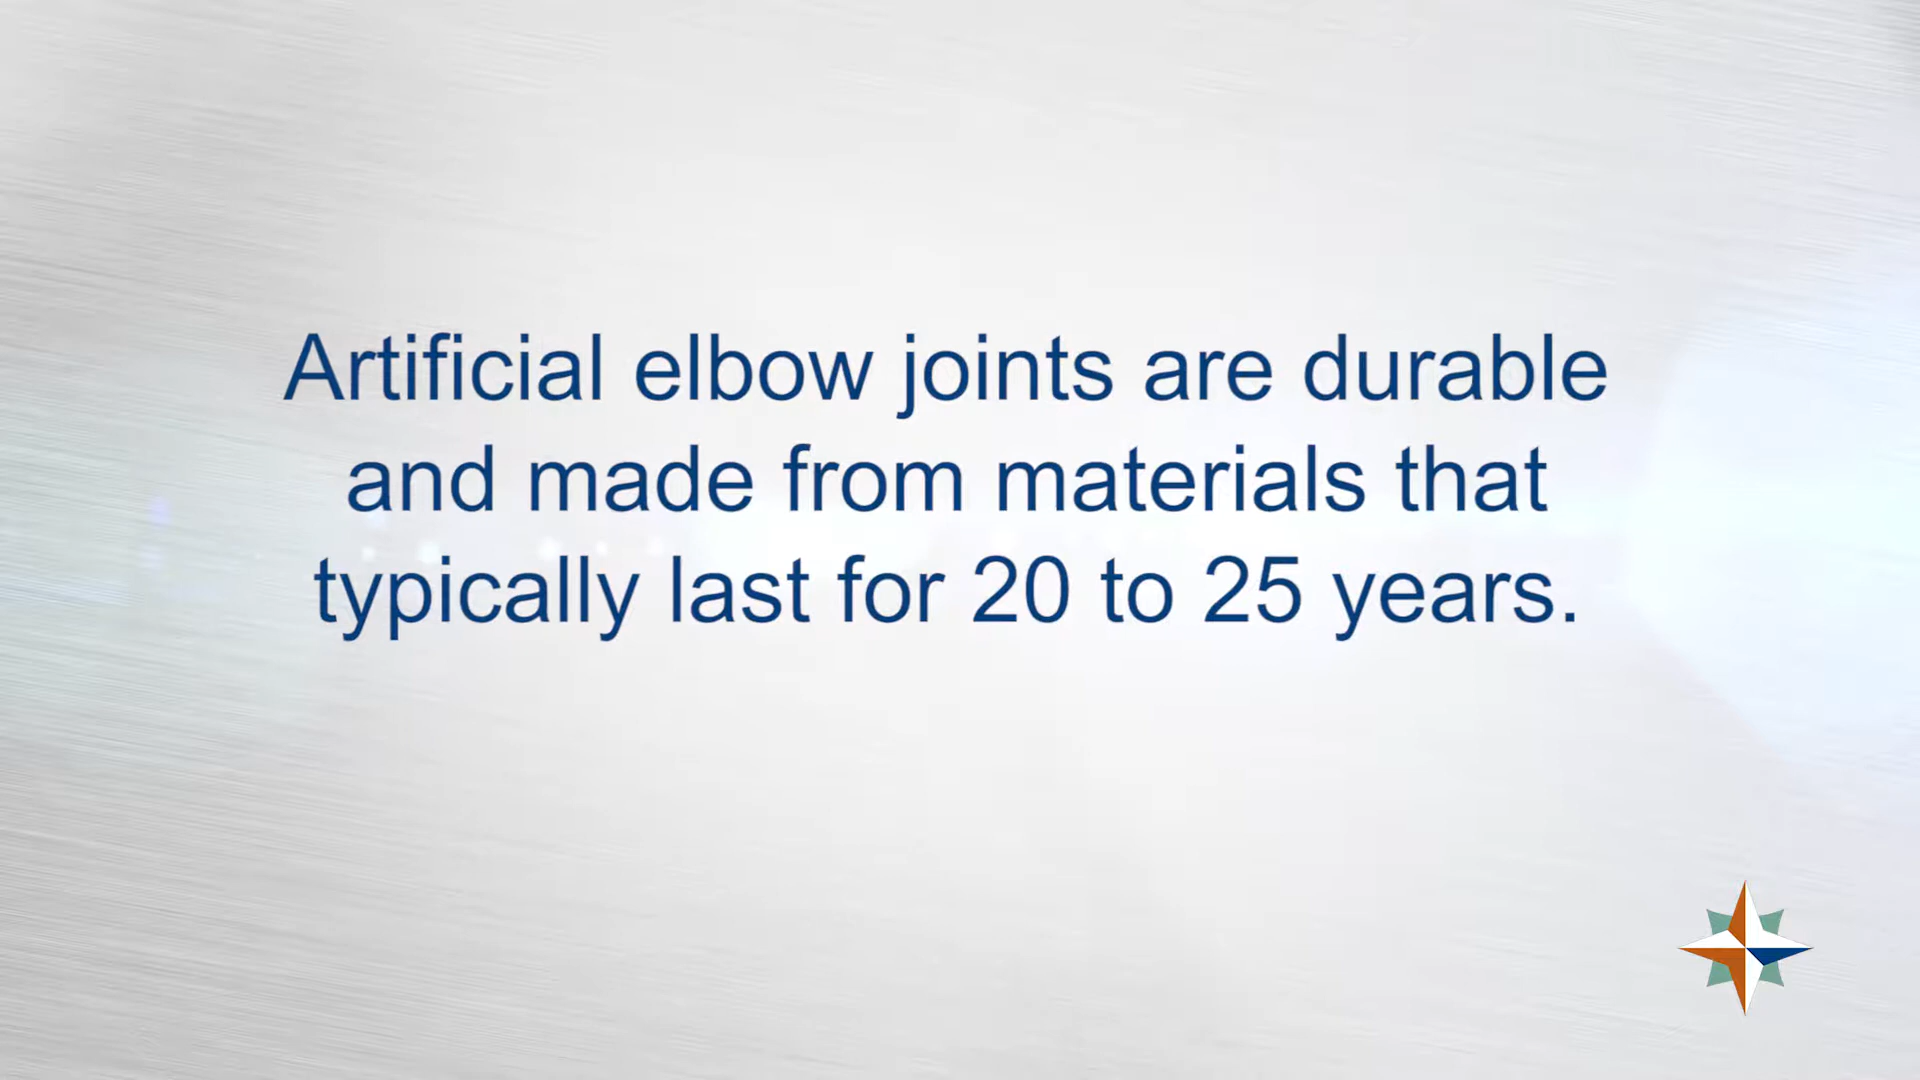 Artificial elbow joints are durable
and made from materials that
typically last for 20 to 25 years.